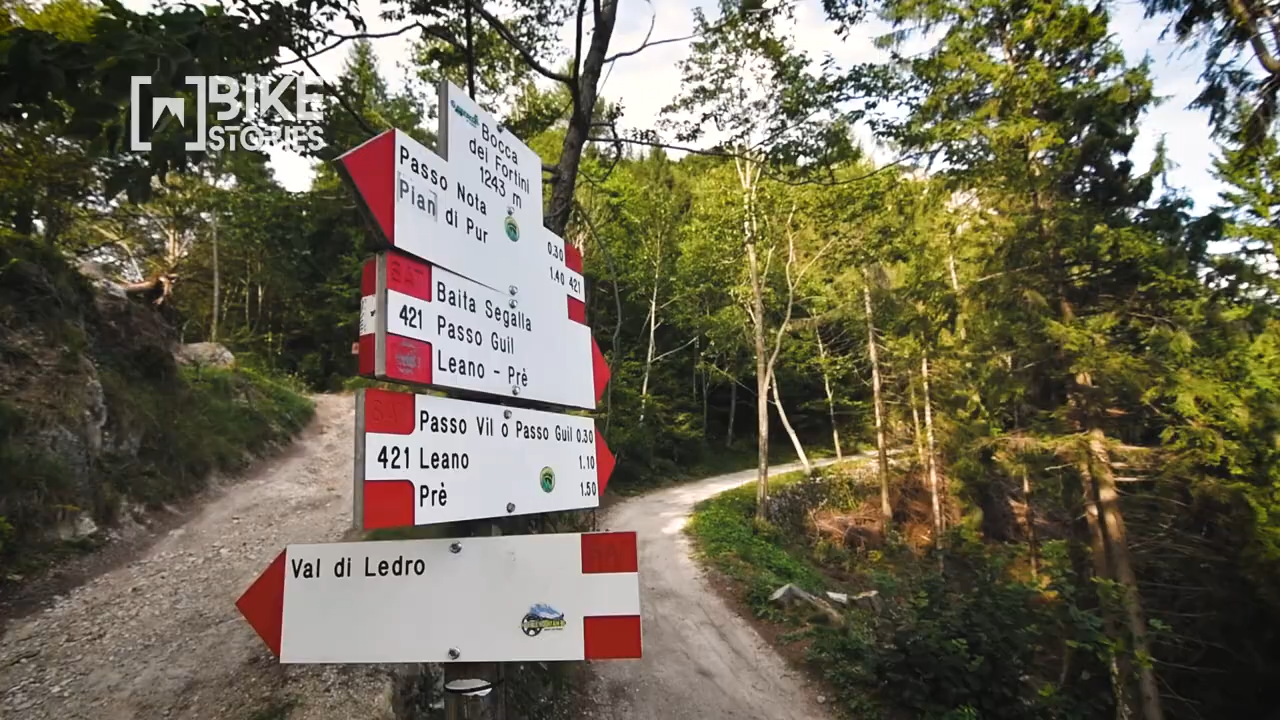 BIKE
STORIES
Bocca
dei Fortini
1243 m
Passo Nota 0.30
Pian di Pur 1.40 421
SAT
Baita Segalla
421 Passo Guil
Leano - Prè
SAT
Passo Vil o Passo Guil 0.30
421 Leano 1.10
Prè 1.50
Val di Ledro